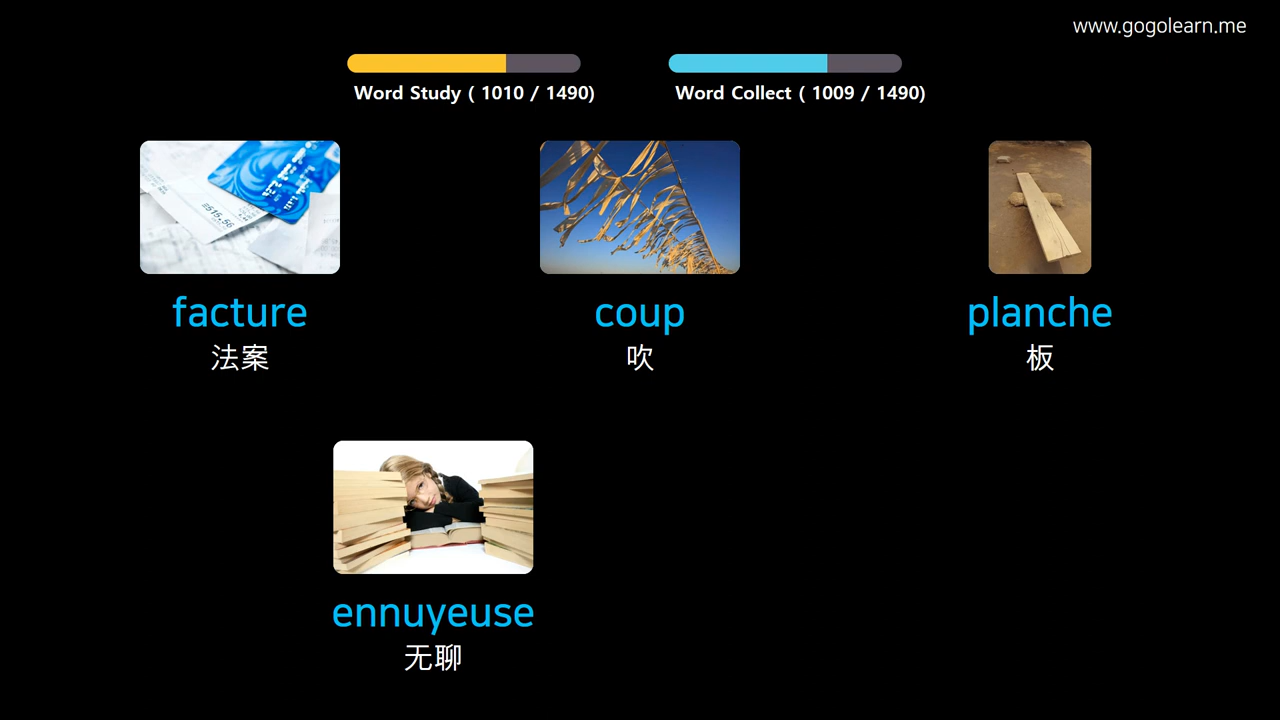 www.gogolearn.me
Word Study ( 1010 / 1490)
Word Collect ( 1009 / 1490)
facture
coup
planche
法案
吹
板
ennuyeuse
无聊